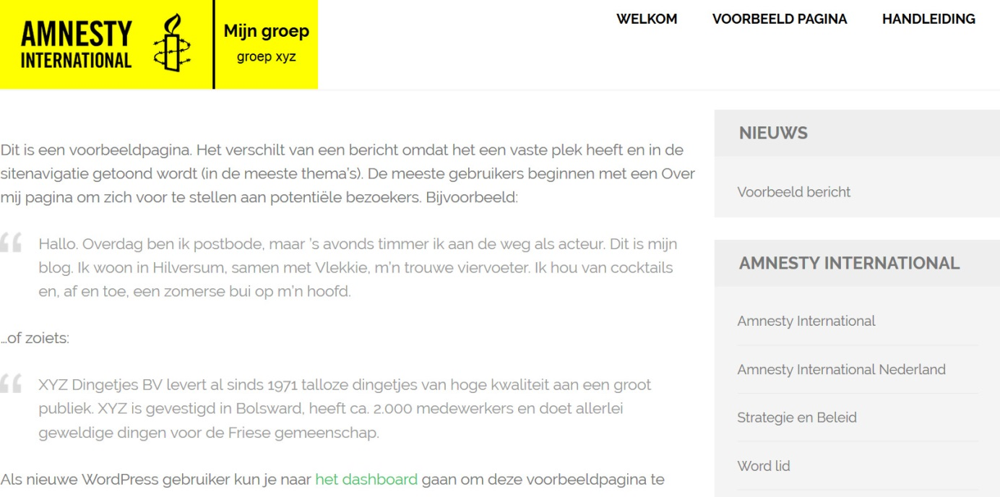 AMNESTY
INTERNATIONAL
Mijn groep
groep xyz
WELKOM
VOORBEELD PAGINA
HANDLEIDING
Dit is een voorbeeldpagina. Het verschilt van een bericht omdat het een vaste plek heeft en in de
sitenavigatie getoond wordt (in de meeste thema's). De meeste gebruikers beginnen met een Over
mij pagina om zich voor te stellen aan potentiële bezoekers. Bijvoorbeeld:
“ Hallo. Overdag ben ik postbode, maar 's avonds timmer ik aan de weg als acteur. Dit is mijn
blog. Ik woon in Hilversum, samen met Vlekkie, m'n trouwe viervoeter. Ik hou van cocktails
en, af en toe, een zomerse bui op m'n hoofd.
…of zoiets:
“ XYZ Dingetjes BV levert al sinds 1971 talloze dingetjes van hoge kwaliteit aan een groot
publiek. XYZ is gevestigd in Bolsward, heeft ca. 2.000 medewerkers en doet allerlei
geweldige dingen voor de Friese gemeenschap.
Als nieuwe WordPress gebruiker kun je naar het dashboard gaan om deze voorbeeldpagina te
NIEUWS
Voorbeeld bericht
AMNESTY INTERNATIONAL
Amnesty International
Amnesty International Nederland
Strategie en Beleid
Word lid